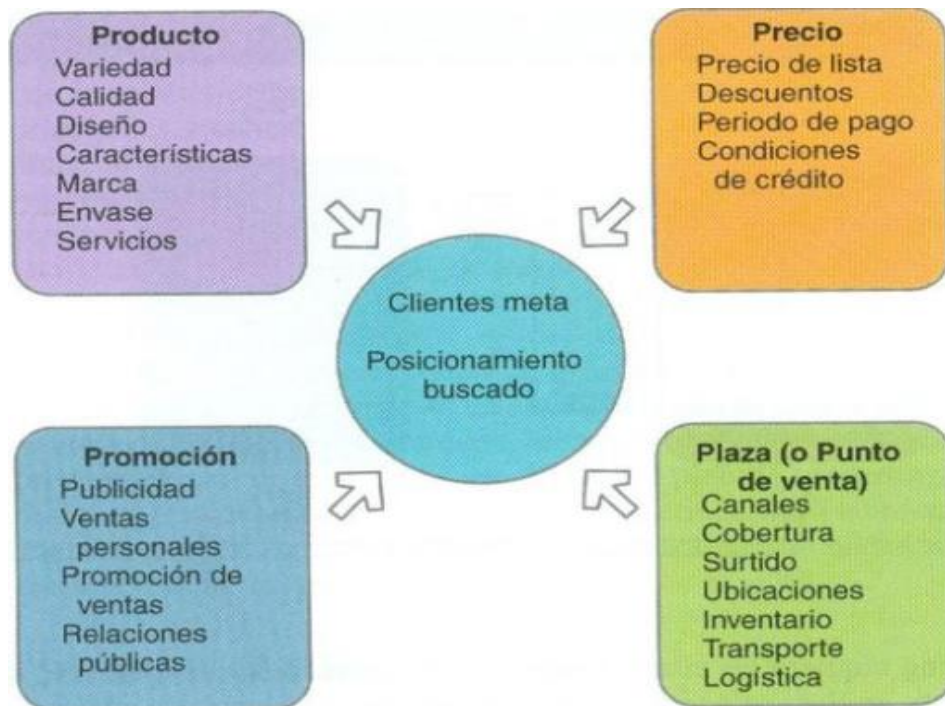 Producto
Variedad
Calidad
Diseño
Características
Marca
Envase
Servicios
Precio
Precio de lista
Descuentos
Periodo de pago
Condiciones
de crédito
Clientes meta
Posicionamiento
buscado
Promoción
Publicidad
Ventas
personales
Promoción de
ventas
Relaciones
públicas
Plaza (o Punto
de venta)
Canales
Cobertura
Surtido
Ubicaciones
Inventario
Transporte
Logística